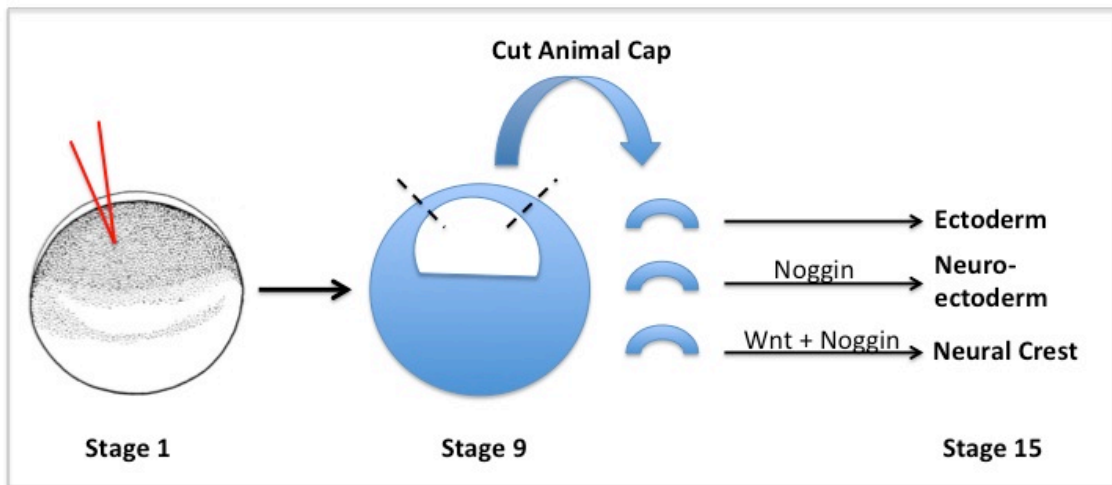 Cut Animal Cap
Ectoderm
Noggin
Neuro-
ectoderm
Wnt + Noggin
Neural Crest
Stage 1
Stage 9
Stage 15